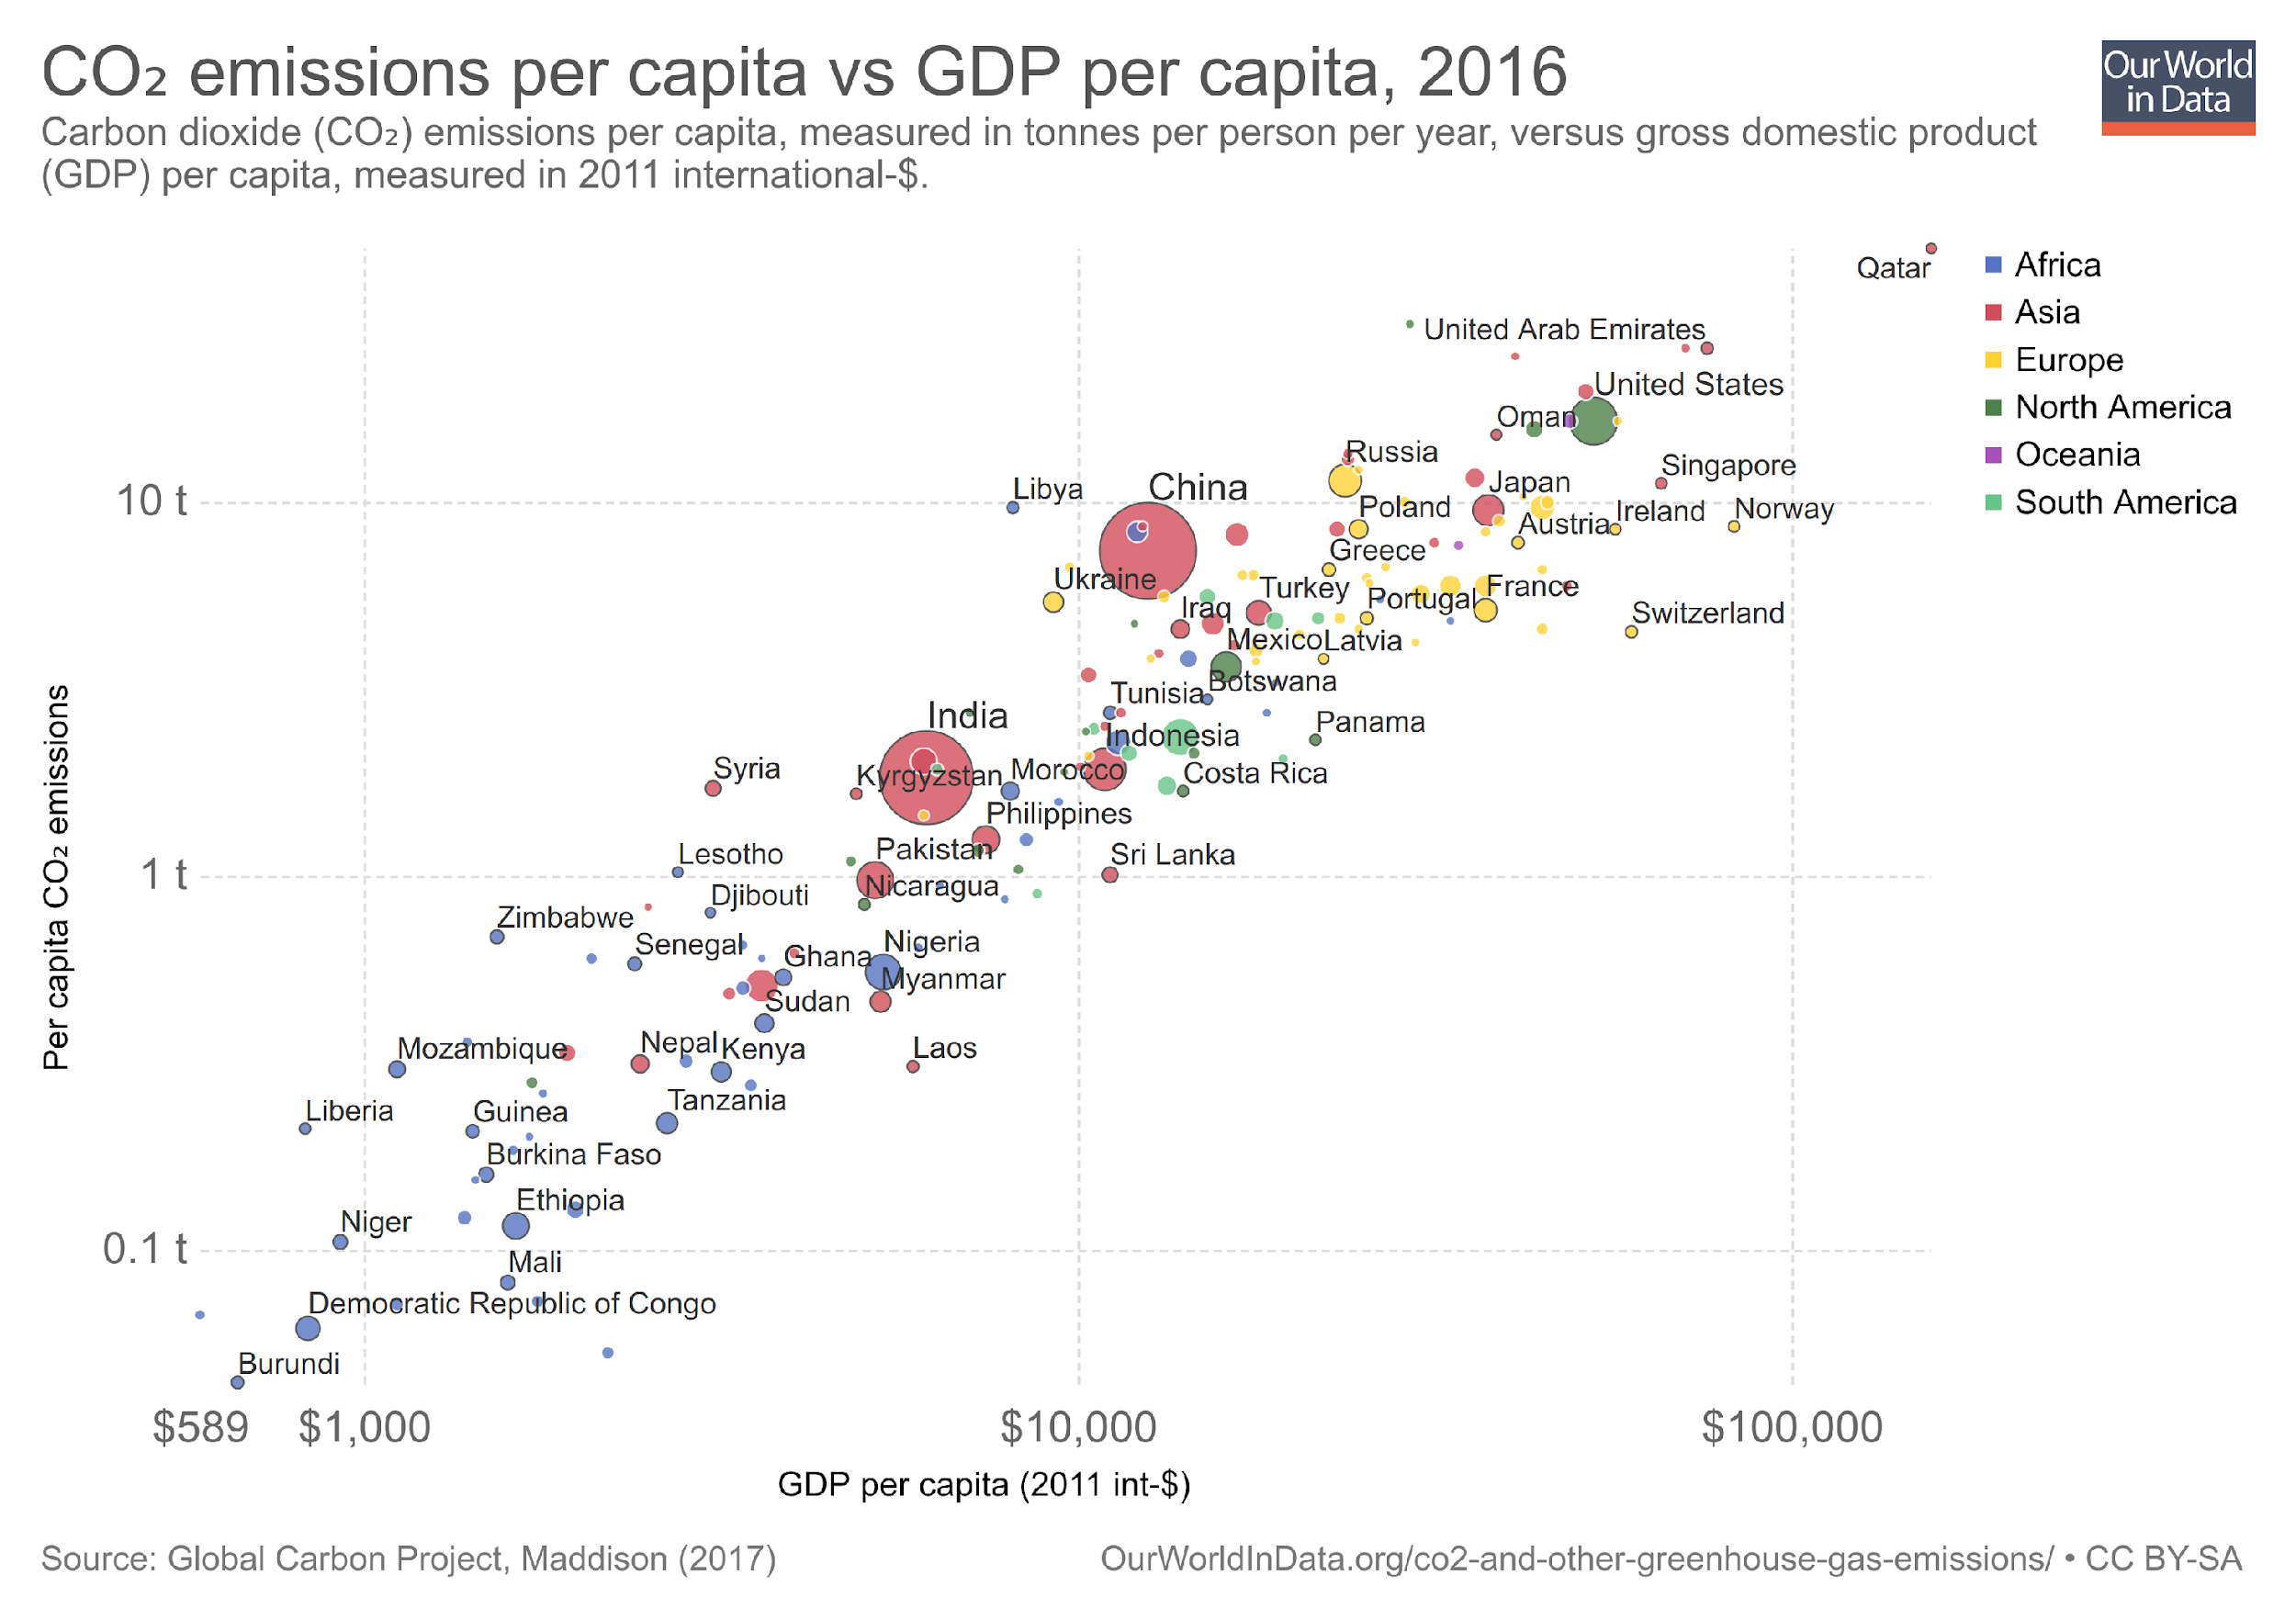 CO₂ emissions per capita vs GDP per capita, 2016
Our World
in Data
Carbon dioxide (CO₂) emissions per capita, measured in tonnes per person per year, versus gross domestic product
(GDP) per capita, measured in 2011 international-$.
Qatar
Africa
Asia
Europe
North America
Oceania
South America
United Arab Emirates
United States
Oman
Russia
Singapore
China
Libya
Japan
10 t
Poland
Austria
Ireland
Norway
Greece
Ukraine
Turkey
France
Iraq
Portugal
Switzerland
Mexico
Latvia
Botswana
Tunisia
India
Panama
Indonesia
Syria
Kyrgyzstan
Morocco
Costa Rica
Philippines
Pakistan
Lesotho
Sri Lanka
1 t
Nicaragua
Djibouti
Zimbabwe
Senegal
Ghana
Nigeria
Myanmar
Sudan
Per capita CO₂ emissions
Mozambique
Nepal
Kenya
Laos
Tanzania
Liberia
Guinea
Burkina Faso
Ethiopia
Niger
0.1 t
Mali
Democratic Republic of Congo
Burundi
$589
$1,000
$10,000
$100,000
GDP per capita (2011 int-$)
Source: Global Carbon Project, Maddison (2017)
OurWorldInData.org/co2-and-other-greenhouse-gas-emissions/ • CC BY-SA